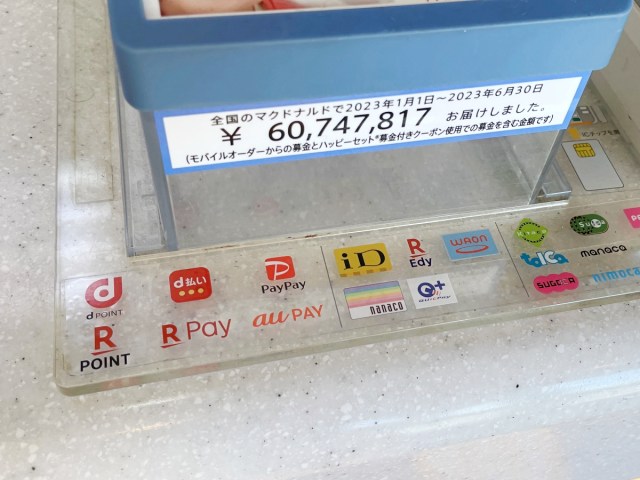 全国のマクドナルドで2023年1月1日～2023年6月30日
¥ 60,747,817 お届けしました。
(モバイルオーダーからの募金とハッピーセット®募金付きクーポン使用での募金を含む金額です)
d POINT
d払い
PayPay
R POINT
R Pay
au PAY
iD
R Edy
WAON
nanaco
QUICPay
Suica
TOICA
manaca
SUGOCA
nimoca